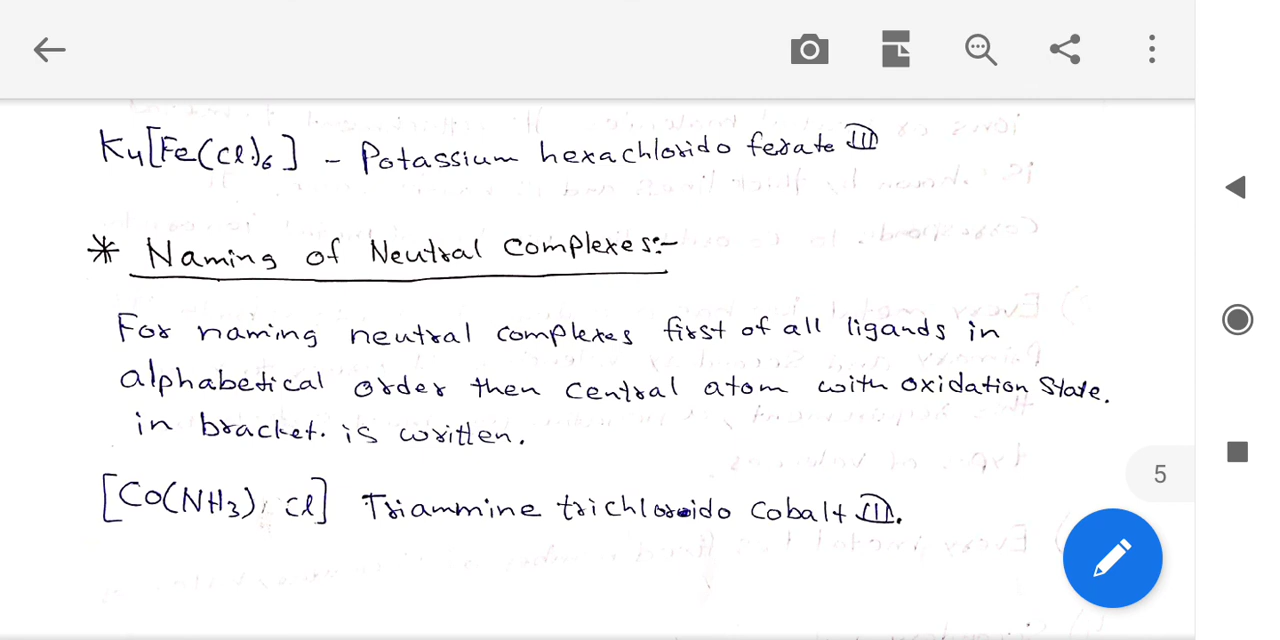 K4[Fe(Cl)6] - Potassium hexachlorido ferate III
* Naming of Neutral Complexes:-
For naming neutral complexes first of all ligands in
alphabetical order then central atom with oxidation state.
in bracket. is written.
[Co(NH3) Cl] Triammine trichlorido Cobalt III.
5